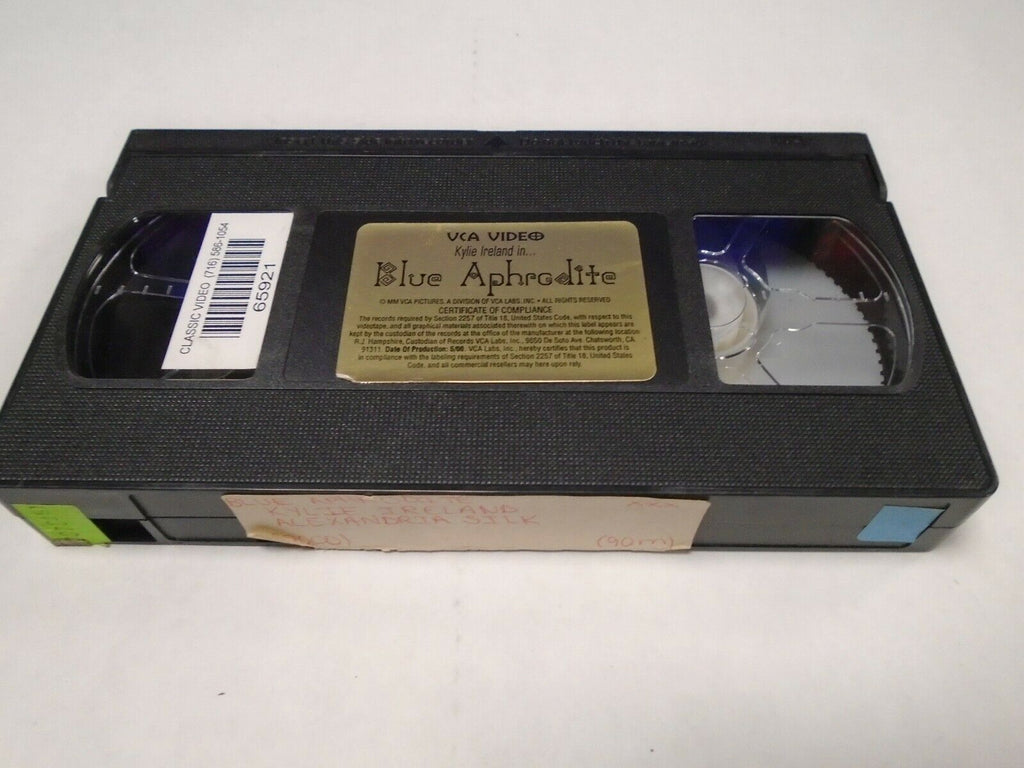 CLASSIC VIDEO (716) 586-1054
65921
VCA VIDEO
Kylie Ireland in...
Blue Aphrodite
© MM VCA PICTURES, A DIVISION OF VCA LABS, INC. • ALL RIGHTS RESERVED
CERTIFICATE OF COMPLIANCE
The records required by Section 2257 of Title 18, United States Code, with respect to this
videotape, and all graphical materials associated therewith on which this label appears are
kept by the custodian of the records at the office of the manufacturer at the following location:
R.J. Hampshire, Custodian of Records VCA Labs, Inc., 9650 De Soto Ave. Chatsworth, CA
91311. Date Of Production: 5/00. VCA Labs, Inc., hereby certifies that this product is
in compliance with the labeling requirements of Section 2257 of Title 18, United States
Code, and all commercial resellers may here upon rely.
BLUE
KYLIE IRELAND
ALEXANDRIA SILK
(90m)